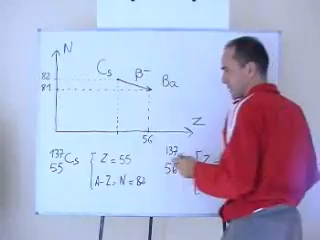 N
Cs β⁻ Ba
82
81
56 Z
137
55 Cs { Z = 55
A-Z = N = 82
137
56 { Z =